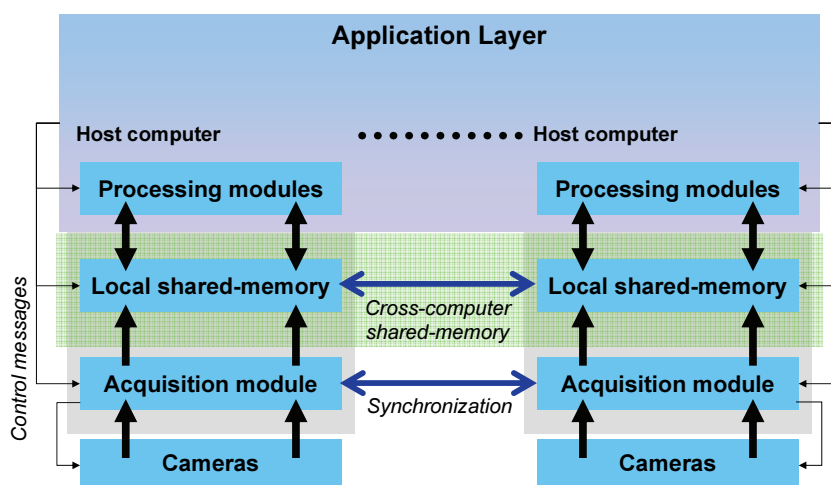 Application Layer
Host computer
Host computer
Processing modules
Processing modules
Local shared-memory
Local shared-memory
Cross-computer
shared-memory
Control messages
Acquisition module
Acquisition module
Synchronization
Cameras
Cameras